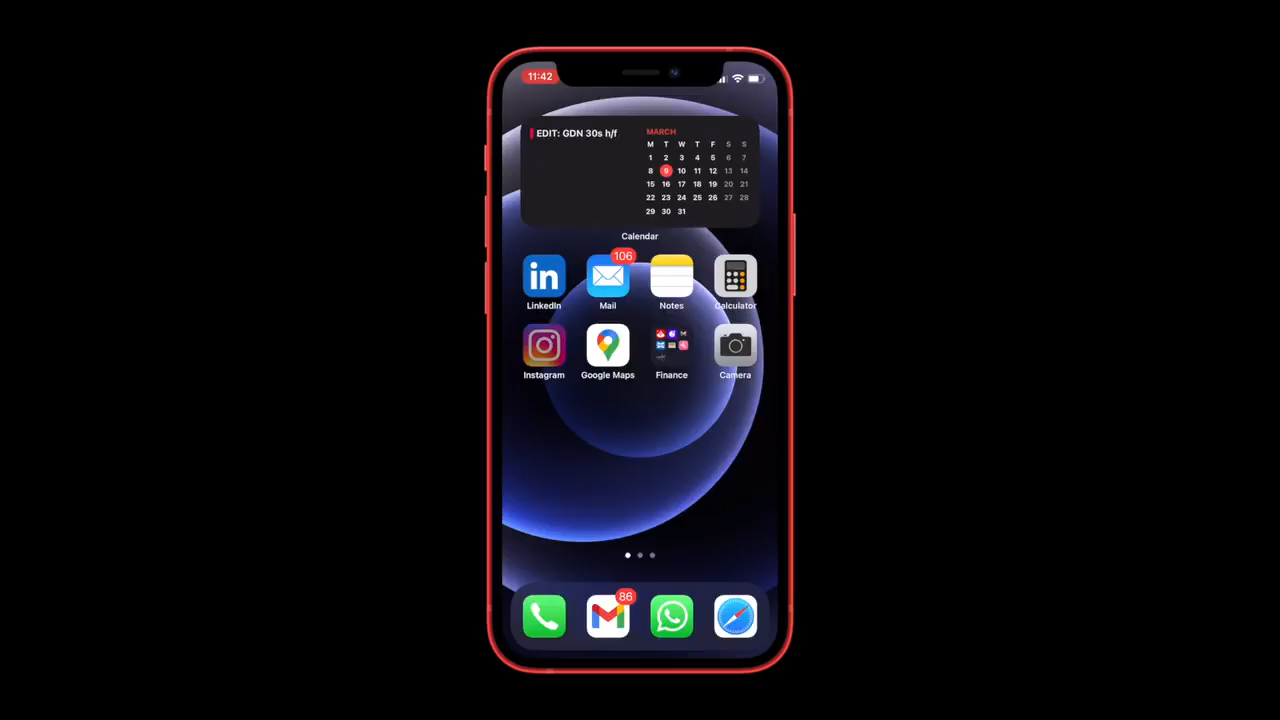 11:42
EDIT: GDN 30s h/f
MARCH
M T W T F S S
1 2 3 4 5 6 7
8 9 10 11 12 13 14
15 16 17 18 19 20 21
22 23 24 25 26 27 28
29 30 31
Calendar
in
106
LinkedIn Mail Notes Calculator
Instagram Google Maps Finance Camera
86